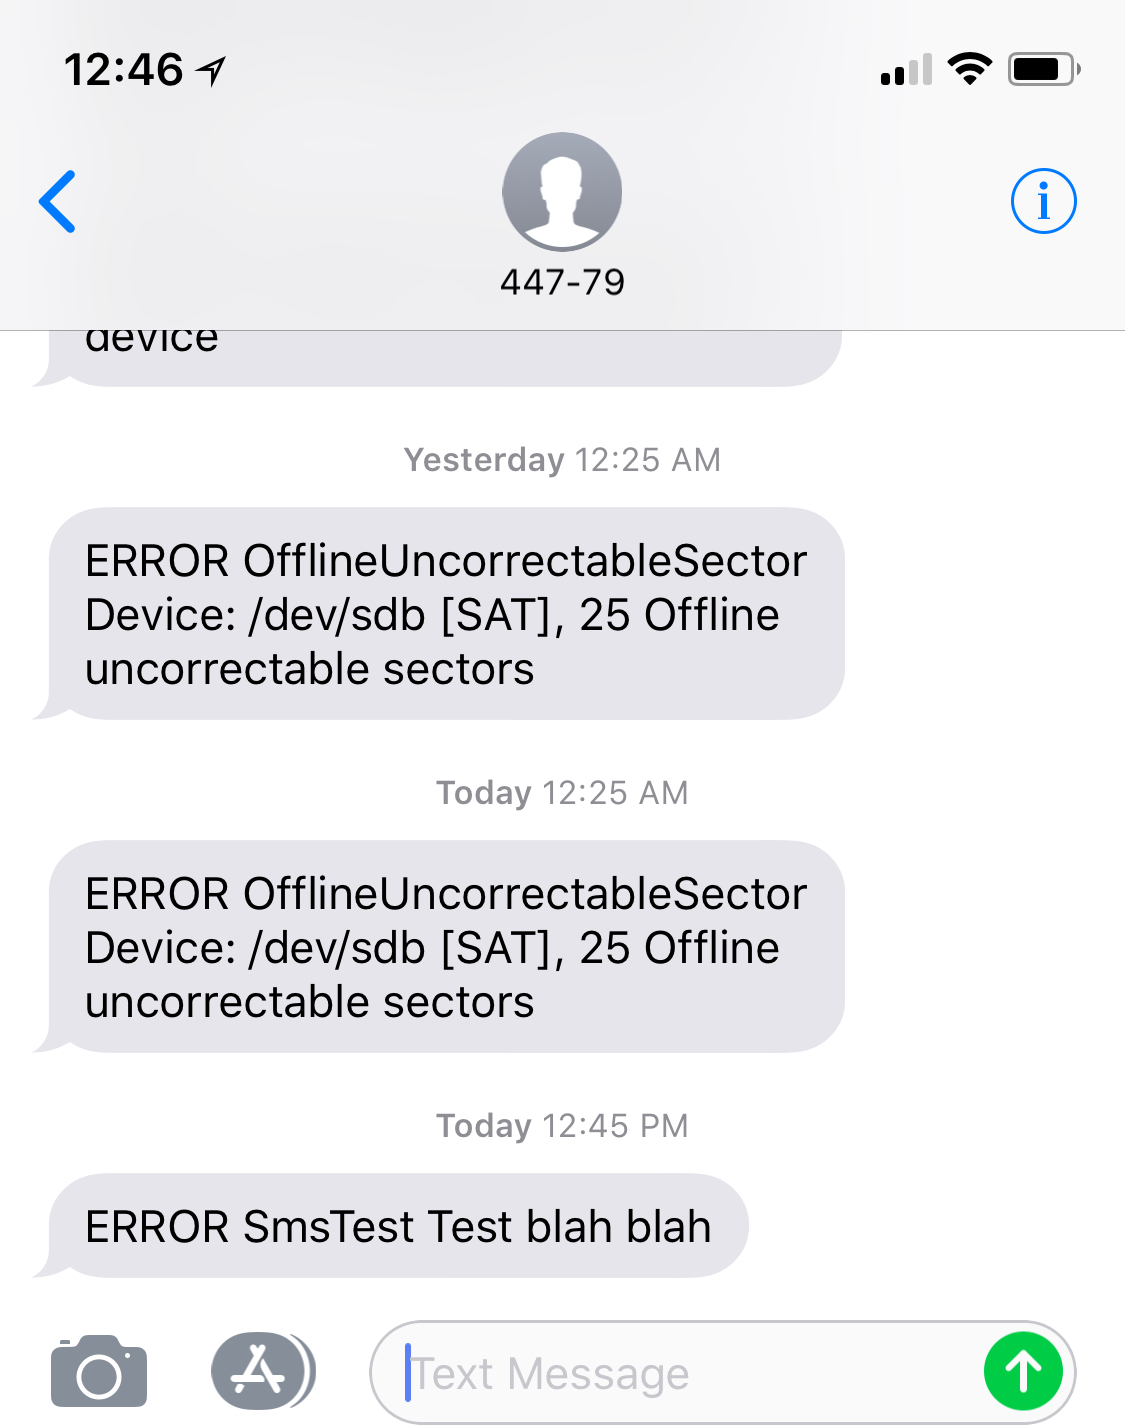 12:46
447-79
device
Yesterday 12:25 AM
ERROR OfflineUncorrectableSector
Device: /dev/sdb [SAT], 25 Offline
uncorrectable sectors
Today 12:25 AM
ERROR OfflineUncorrectableSector
Device: /dev/sdb [SAT], 25 Offline
uncorrectable sectors
Today 12:45 PM
ERROR SmsTest Test blah blah
Text Message